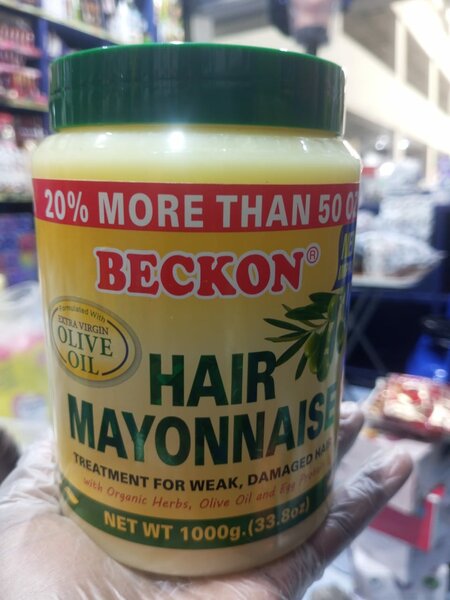 20% MORE THAN 50 OZ
BECKON®
Formulated With
EXTRA VIRGIN
OLIVE
OIL
HAIR
MAYONNAISE
TREATMENT FOR WEAK, DAMAGED HAIR
with Organic Herbs, Olive Oil and Egg
NET WT 1000g.(33.8oz)